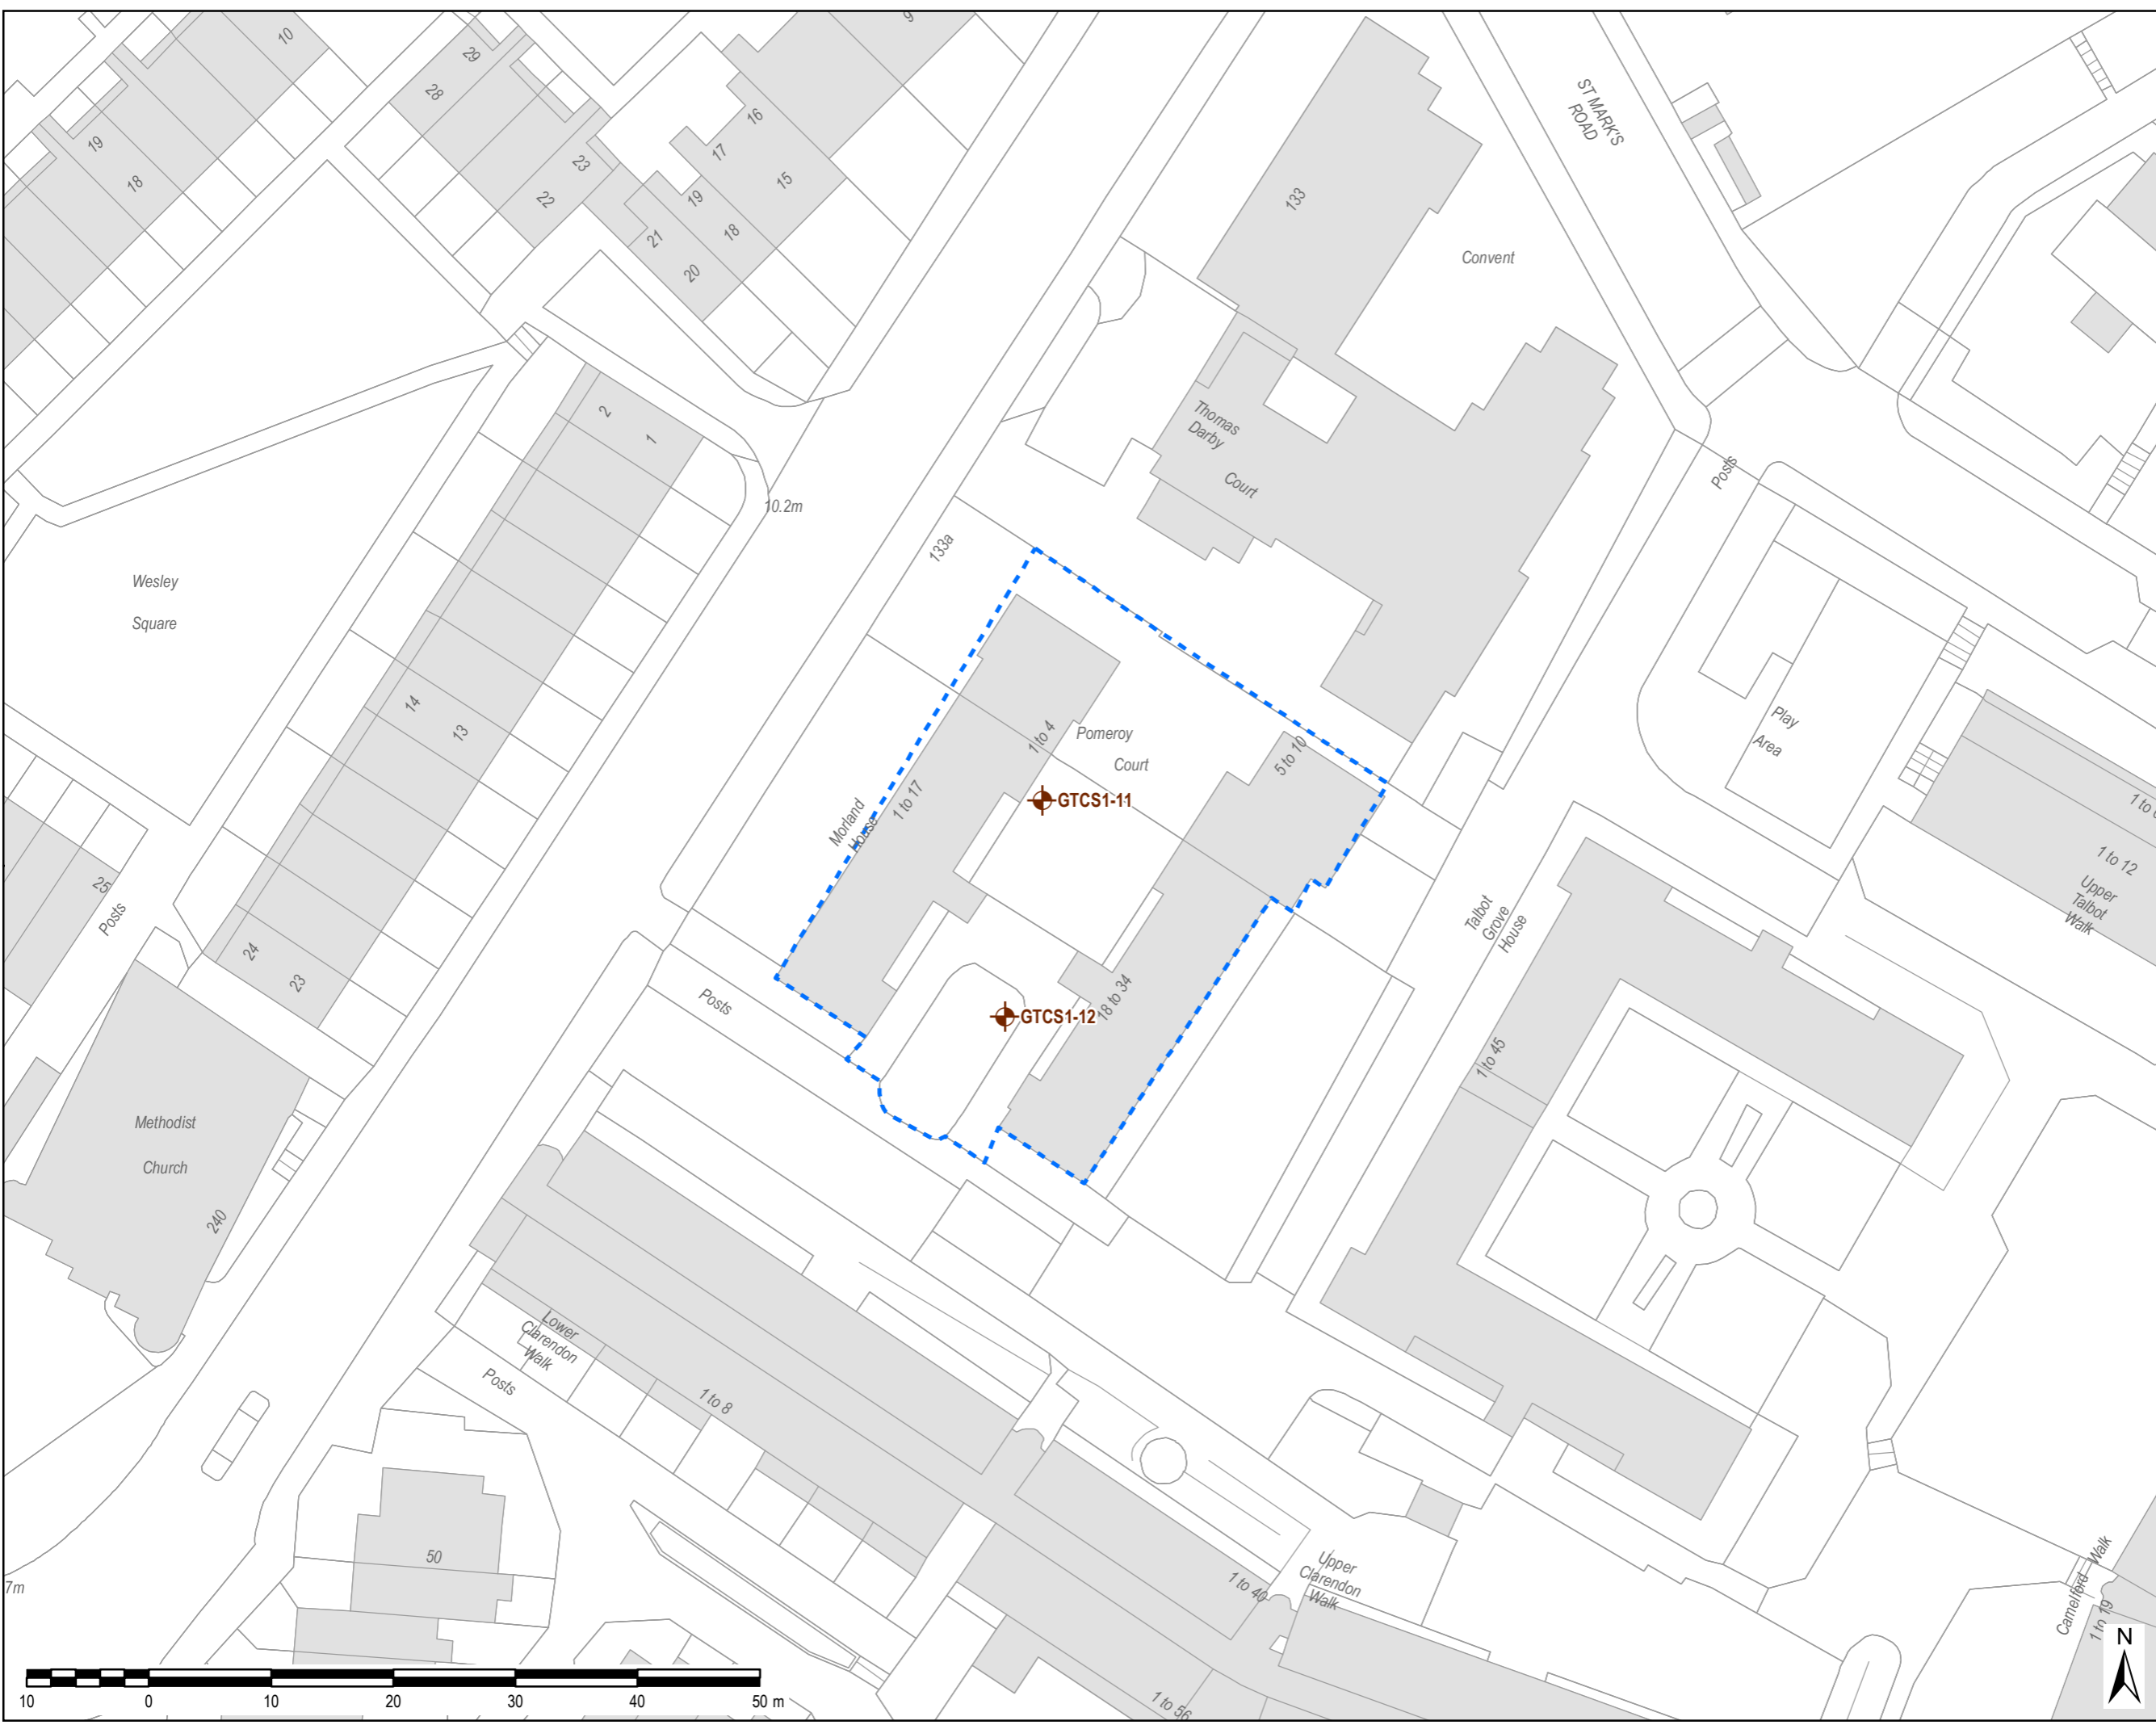 10
29
28
9
16
19
18
17
23
15
22
19
18
21
20
ST MARK'S
ROAD
133
Convent
2
1
Thomas
Darby
Court
Posts
10.2m
133a
Wesley
Square
14
13
1 to 4
Pomeroy
Court
5 to 10
Play
Area
Morland
House
1 to 17
GTCS1-11
1 to 12
Upper
Talbot
Walk
25
Posts
24
23
Posts
GTCS1-12
18 to 34
Talbot
Grove
House
1 to 45
Methodist
Church
240
Lower
Clarendon
Walk
Posts
1 to 8
50
7m
Upper
Clarendon
Walk
1 to 40
Camelford Walk
1 to 19
1 to 56
N
10 0 10 20 30 40 50 m